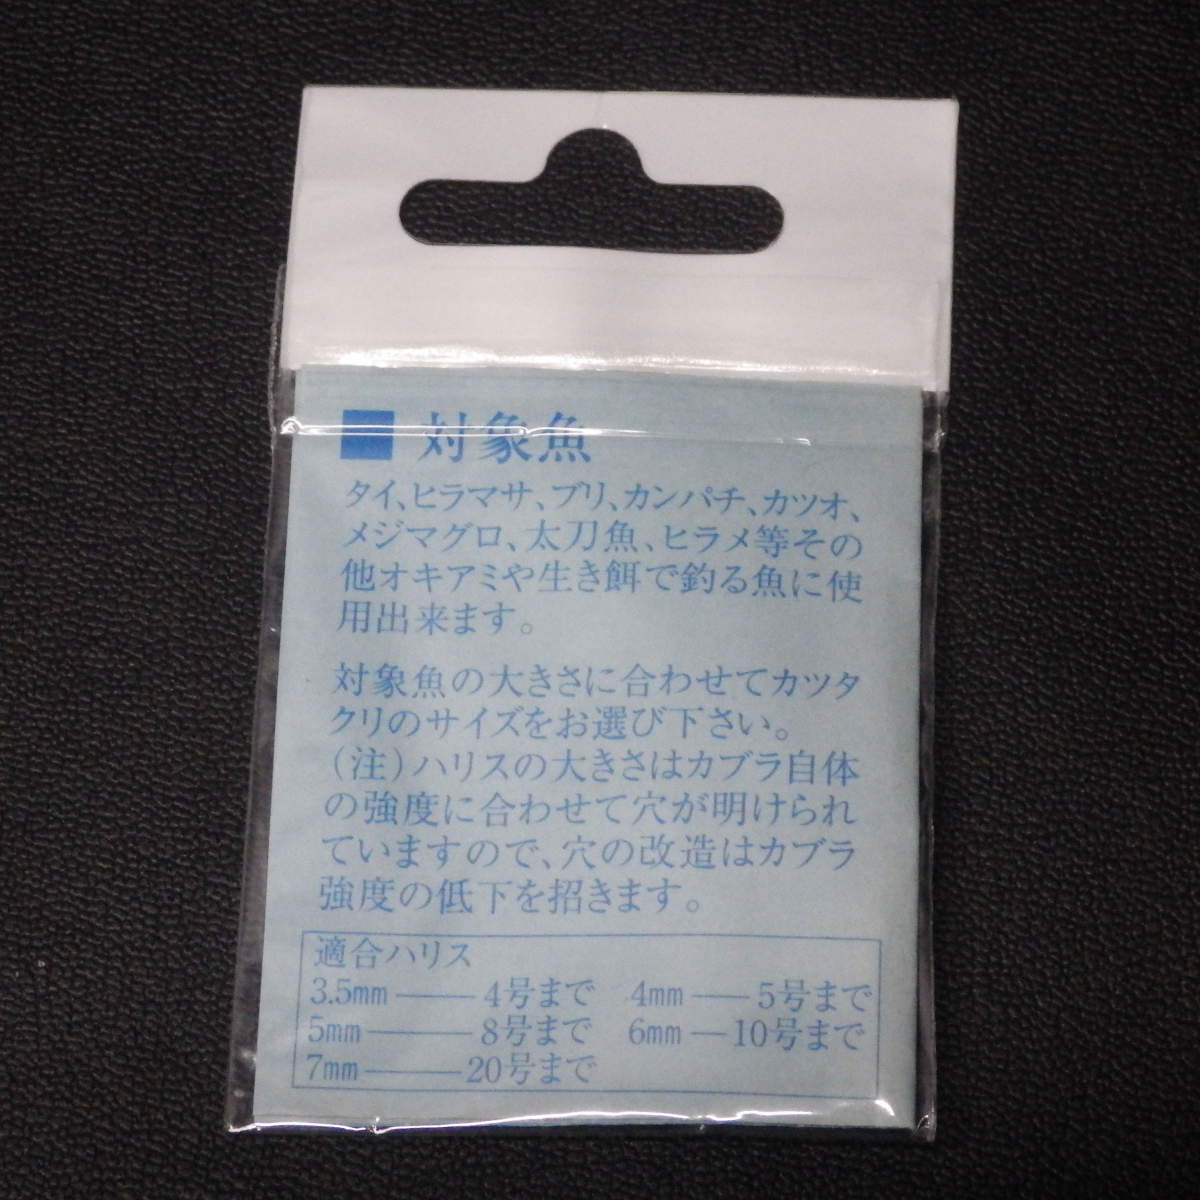 ■ 対象魚
タイ、ヒラマサ、ブリ、カンパチ、カツオ、
メジマグロ、太刀魚、ヒラメ等その
他オキアミや生き餌で釣る魚に使
用出来ます。
対象魚の大きさに合わせてカツタ
クリのサイズをお選び下さい。
(注)ハリスの大きさはカブラ自体
の強度に合わせて穴が明けられ
ていますので、穴の改造はカブラ
強度の低下を招きます。
適合ハリス
3.5mm ―― 4号まで 4mm ―― 5号まで
5mm ―― 8号まで 6mm ― 10号まで
7mm ―― 20号まで